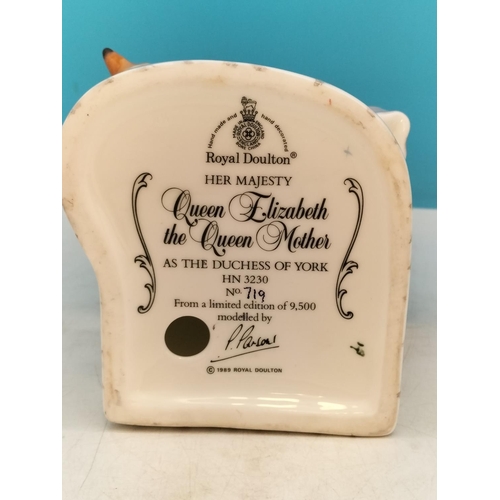 Hand made and hand decorated
Royal Doulton®
HER MAJESTY
Queen Elizabeth
the Queen Mother
AS THE DUCHESS OF YORK
HN 3230
No. 719
From a limited edition of 9,500
modelled by
P. Parsons
© 1989 ROYAL DOULTON